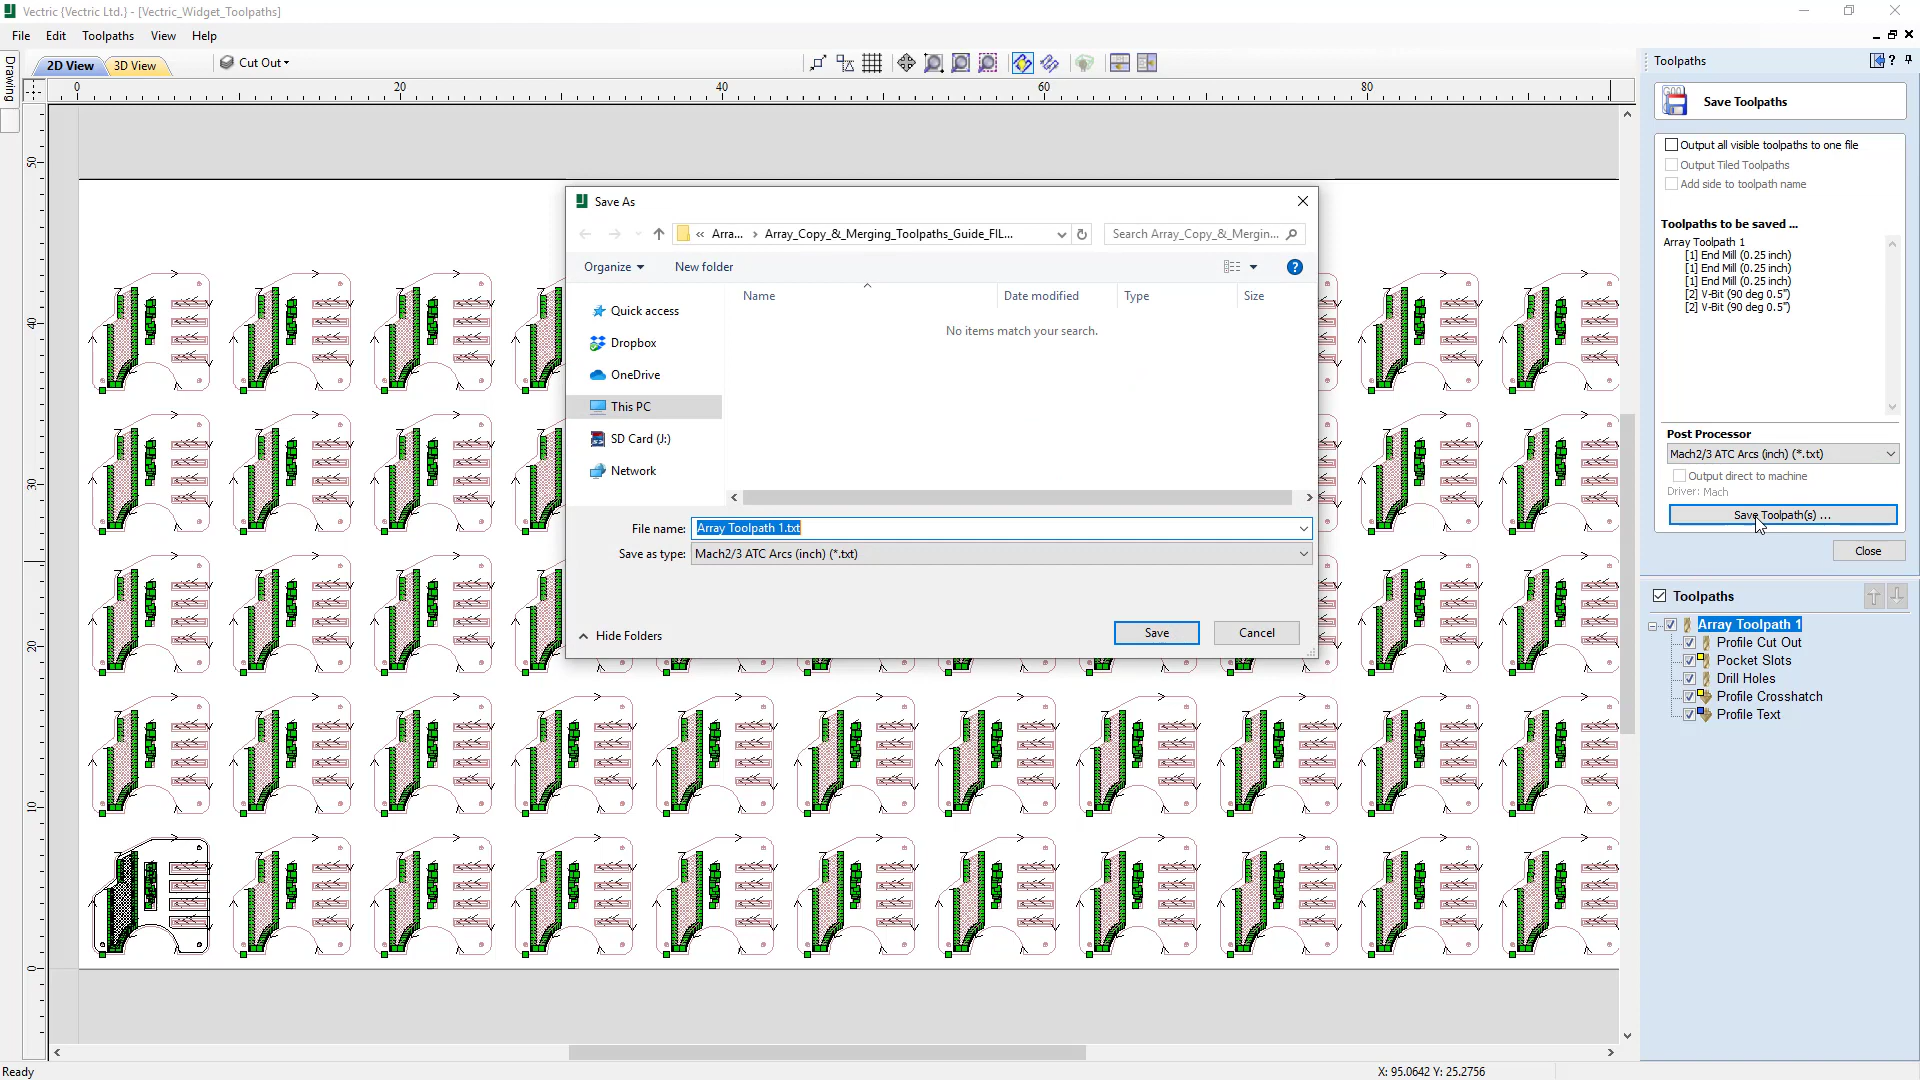 Vectric {Vectric Ltd.} - [Vectric_Widget_Toolpaths]
File Edit Toolpaths View Help
Drawing
2D View
3D View
Cut Out
0 20 40 60 80
50
40
30
20
10
0
Save As
« Arra... › Array_Copy_&_Merging_Toolpaths_Guide_FIL...
Search Array_Copy_&_Mergin...
Organize
New folder
Name
Date modified
Type
Size
No items match your search.
Quick access
Dropbox
OneDrive
This PC
SD Card (J:)
Network
File name: Array Toolpath 1.txt
Save as type: Mach2/3 ATC Arcs (inch) (*.txt)
Hide Folders
Save
Cancel
Toolpaths
Save Toolpaths
Output all visible toolpaths to one file
Output Tiled Toolpaths
Add side to toolpath name
Toolpaths to be saved ...
Array Toolpath 1
[1] End Mill (0.25 inch)
[1] End Mill (0.25 inch)
[1] End Mill (0.25 inch)
[2] V-Bit (90 deg 0.5")
[2] V-Bit (90 deg 0.5")
Post Processor
Mach2/3 ATC Arcs (inch) (*.txt)
Output direct to machine
Driver: Mach
Save Toolpath(s) ...
Close
Toolpaths
Array Toolpath 1
Profile Cut Out
Pocket Slots
Drill Holes
Profile Crosshatch
Profile Text
Ready
X: 95.0642 Y: 25.2756